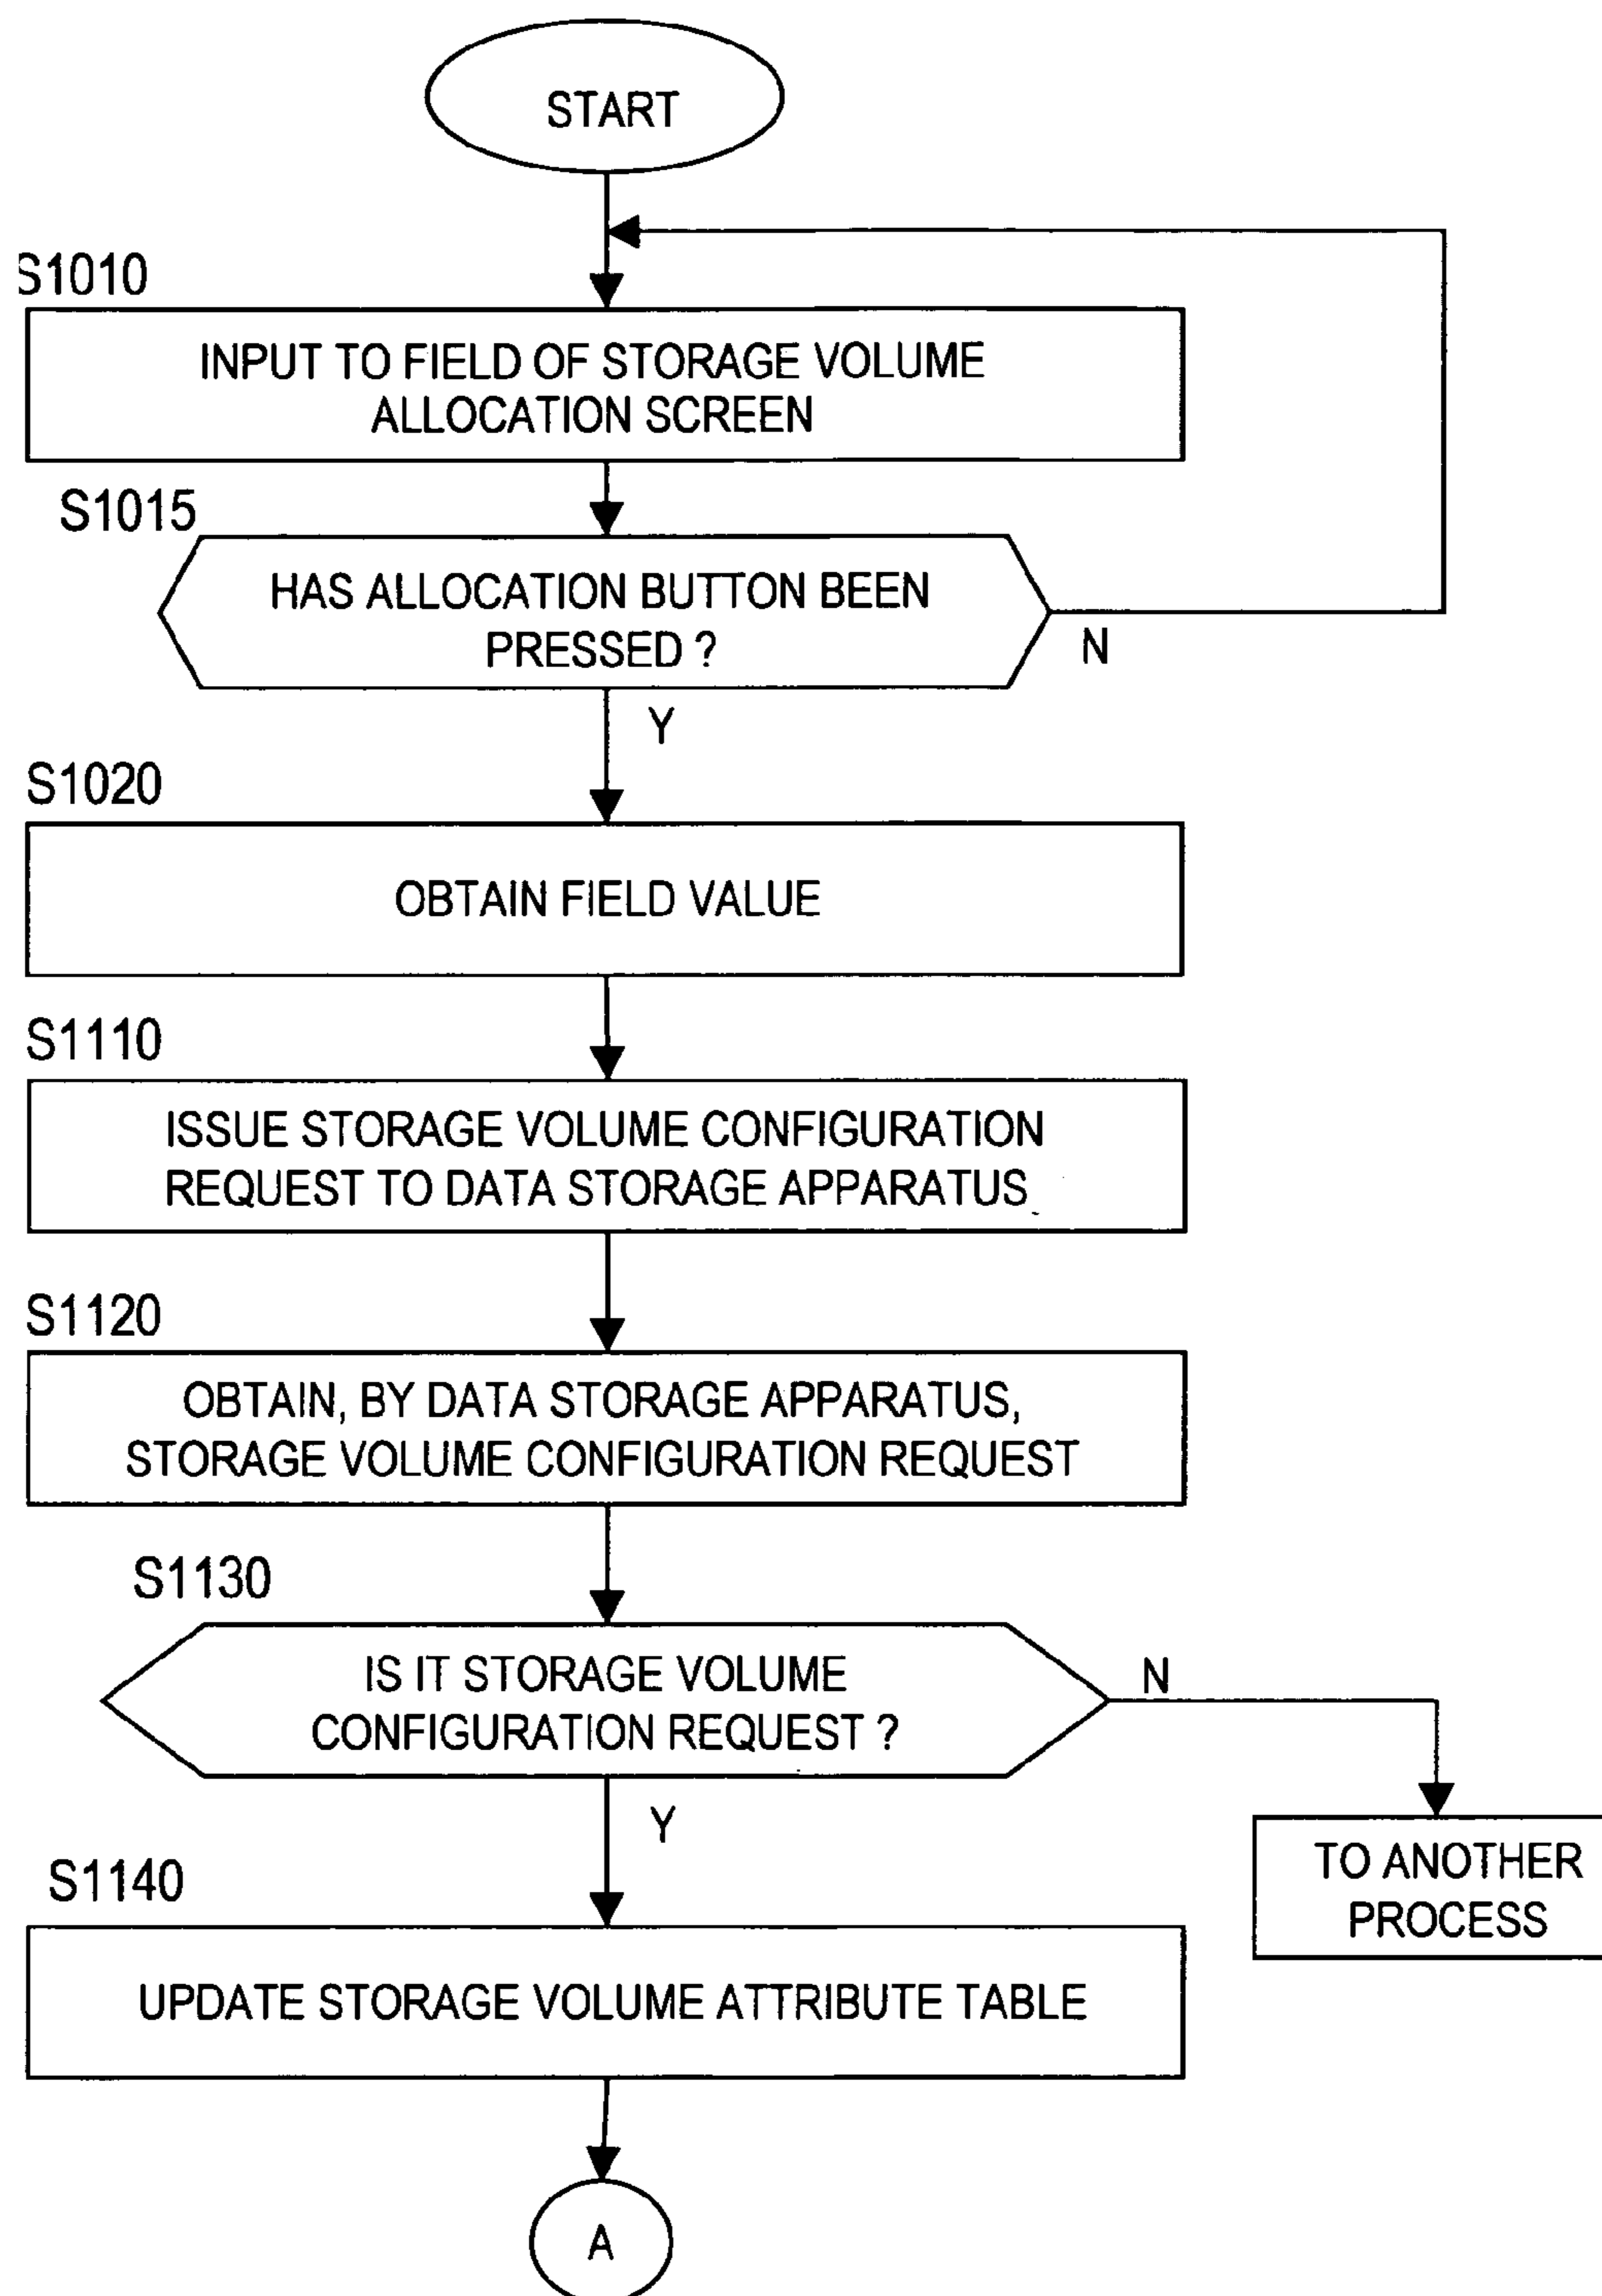 START
S1010
INPUT TO FIELD OF STORAGE VOLUME
ALLOCATION SCREEN
S1015
HAS ALLOCATION BUTTON BEEN
PRESSED ?
N
Y
S1020
OBTAIN FIELD VALUE
S1110
ISSUE STORAGE VOLUME CONFIGURATION
REQUEST TO DATA STORAGE APPARATUS
S1120
OBTAIN, BY DATA STORAGE APPARATUS,
STORAGE VOLUME CONFIGURATION REQUEST
S1130
IS IT STORAGE VOLUME
CONFIGURATION REQUEST ?
N
Y
TO ANOTHER
PROCESS
S1140
UPDATE STORAGE VOLUME ATTRIBUTE TABLE
A